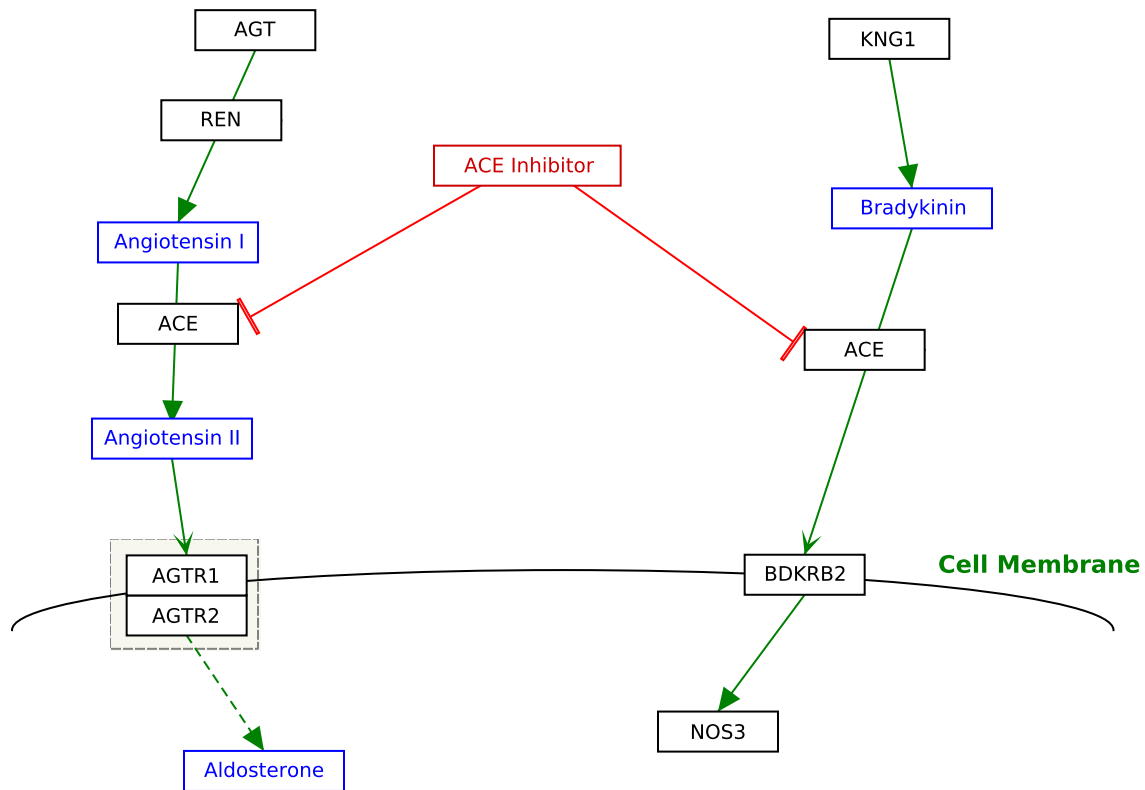 AGT
KNG1
REN
ACE Inhibitor
Bradykinin
Angiotensin I
ACE
ACE
Angiotensin II
Cell Membrane
AGTR1
BDKRB2
AGTR2
NOS3
Aldosterone